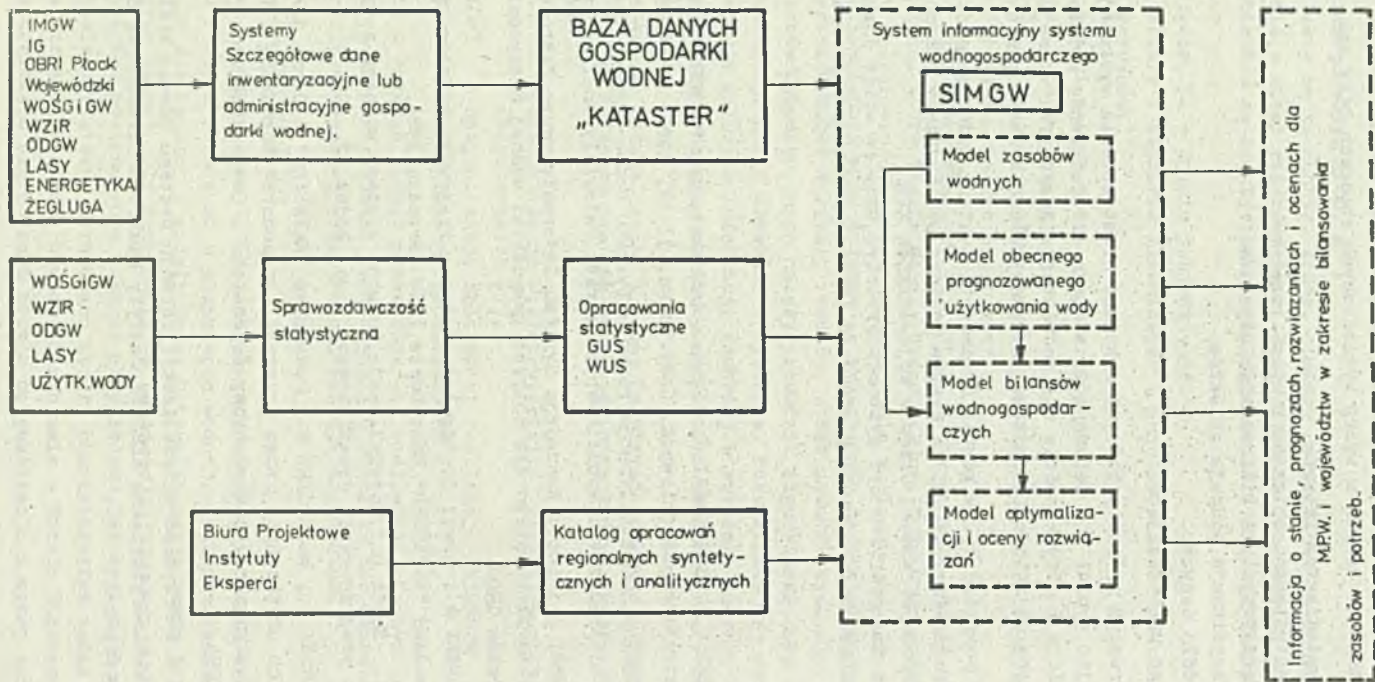 IMGW
IG
OBRI Płock
Wojewódzki
WOŚGiGW
WZiR
ODGW
LASY
ENERGETYKA
ŻEGLUGA
Systemy
Szczegółowe dane
inwentaryzacyjne lub
administracyjne gospo-
darki wodnej.
BAZA DANYCH
GOSPODARKI
WODNEJ
„KATASTER”
System informacyjny systemu
wodnogospodarczego
SIMGW
Model zasobów
wodnych
Model obecnego
prognozowanego
użytkowania wody
Model bilansów
wodnogospodar-
czych
Model optymaliza-
cji i oceny rozwią-
zań
WOŚGiGW
WZIR
ODGW
LASY
UŻYTK.WODY
Sprawozdawczość
statystyczna
Opracowania
statystyczne
GUS
WUS
Biura Projektowe
Instytuty
Eksperci
Katalog opracowań
regionalnych syntety-
cznych i analitycznych
Informacja o stanie, prognozach, rozwiązaniach i ocenach dla
M.P.W. i województw w zakresie bilansowania
zasobów i potrzeb.